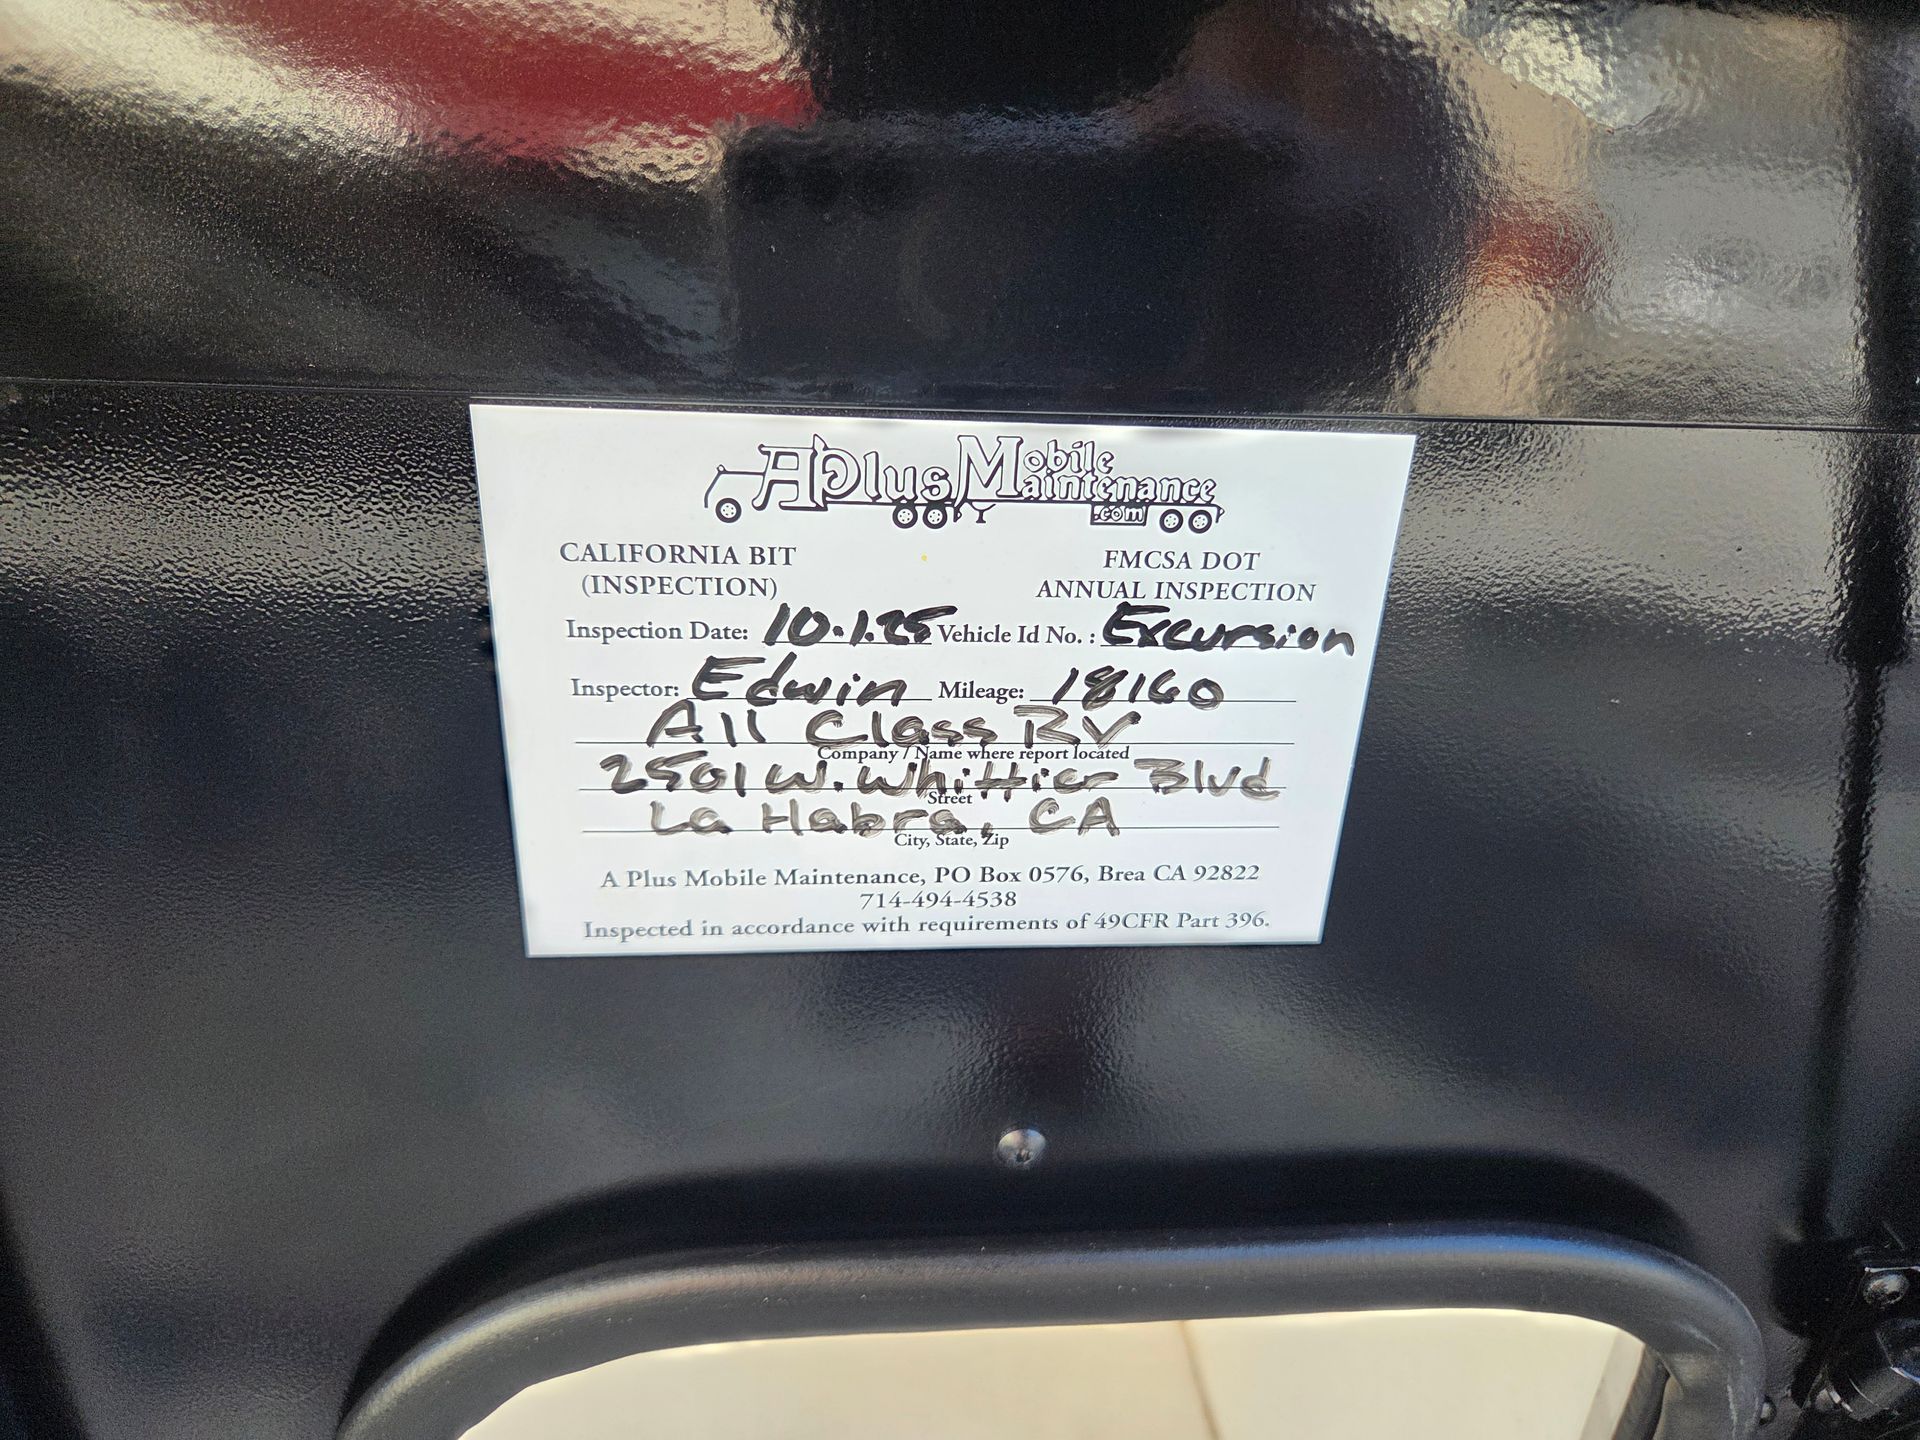 APlus Mobile Maintenance .com
CALIFORNIA BIT FMCSA DOT
(INSPECTION) ANNUAL INSPECTION
Inspection Date: 10.1.25 Vehicle Id No. : Excursion
Inspector: Edwin Mileage: 18160
All Class RV
Company / Name where report located
2501 W. Whittier Blvd
Street
La Habra, CA
City, State, Zip
A Plus Mobile Maintenance, PO Box 0576, Brea CA 92822
714-494-4538
Inspected in accordance with requirements of 49CFR Part 396.